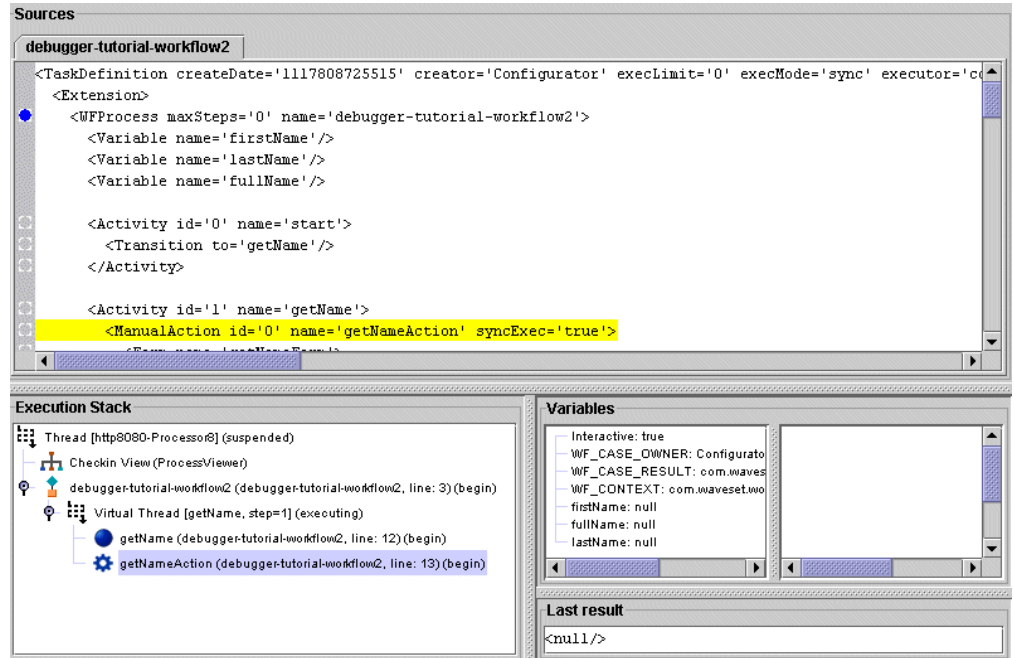 Sources
debugger-tutorial-workflow2
<TaskDefinition createDate='1117808725515' creator='Configurator' execLimit='0' execMode='sync' executor='co
<Extension>
<WFProcess maxSteps='0' name='debugger-tutorial-workflow2'>
<Variable name='firstName'/>
<Variable name='lastName'/>
<Variable name='fullName'/>
<Activity id='0' name='start'>
<Transition to='getName'/>
</Activity>
<Activity id='1' name='getName'>
<ManualAction id='0' name='getNameAction' syncExec='true'>
Execution Stack
Thread [http8080-Processor8] (suspended)
Checkin View (ProcessViewer)
debugger-tutorial-workflow2 (debugger-tutorial-workflow2, line: 3) (begin)
Virtual Thread [getName, step=1] (executing)
getName (debugger-tutorial-workflow2, line: 12) (begin)
getNameAction (debugger-tutorial-workflow2, line: 13) (begin)
Variables
Interactive: true
WF_CASE_OWNER: Configurato
WF_CASE_RESULT: com.waves
WF_CONTEXT: com.waveset.wo
firstName: null
fullName: null
lastName: null
Last result
<null/>